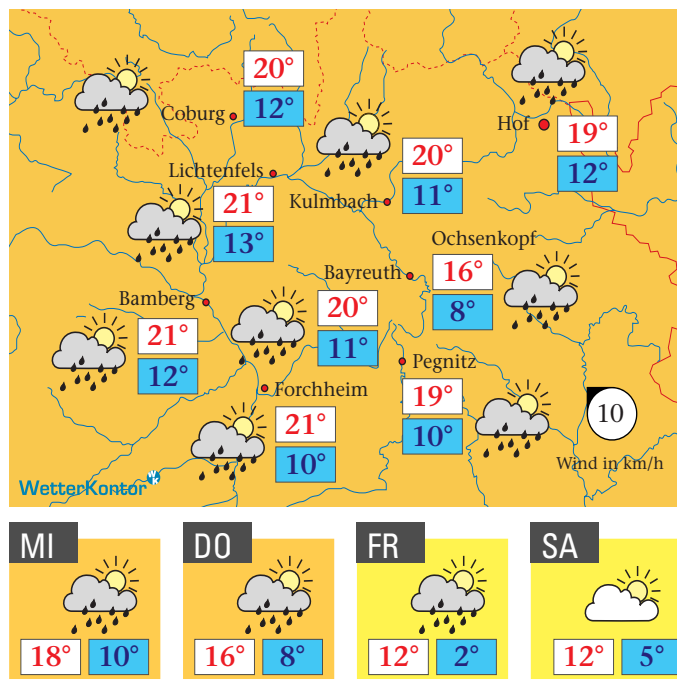 20°
12°
Coburg
Hof
19°
12°
20°
11°
Lichtenfels
Kulmbach
21°
13°
Ochsenkopf
Bayreuth
16°
8°
Bamberg
20°
11°
21°
12°
Pegnitz
Forchheim
19°
10°
21°
10°
10
Wind in km/h
WetterKontor
WK
MI
DO
FR
SA
18° 10°
16° 8°
12° 2°
12° 5°